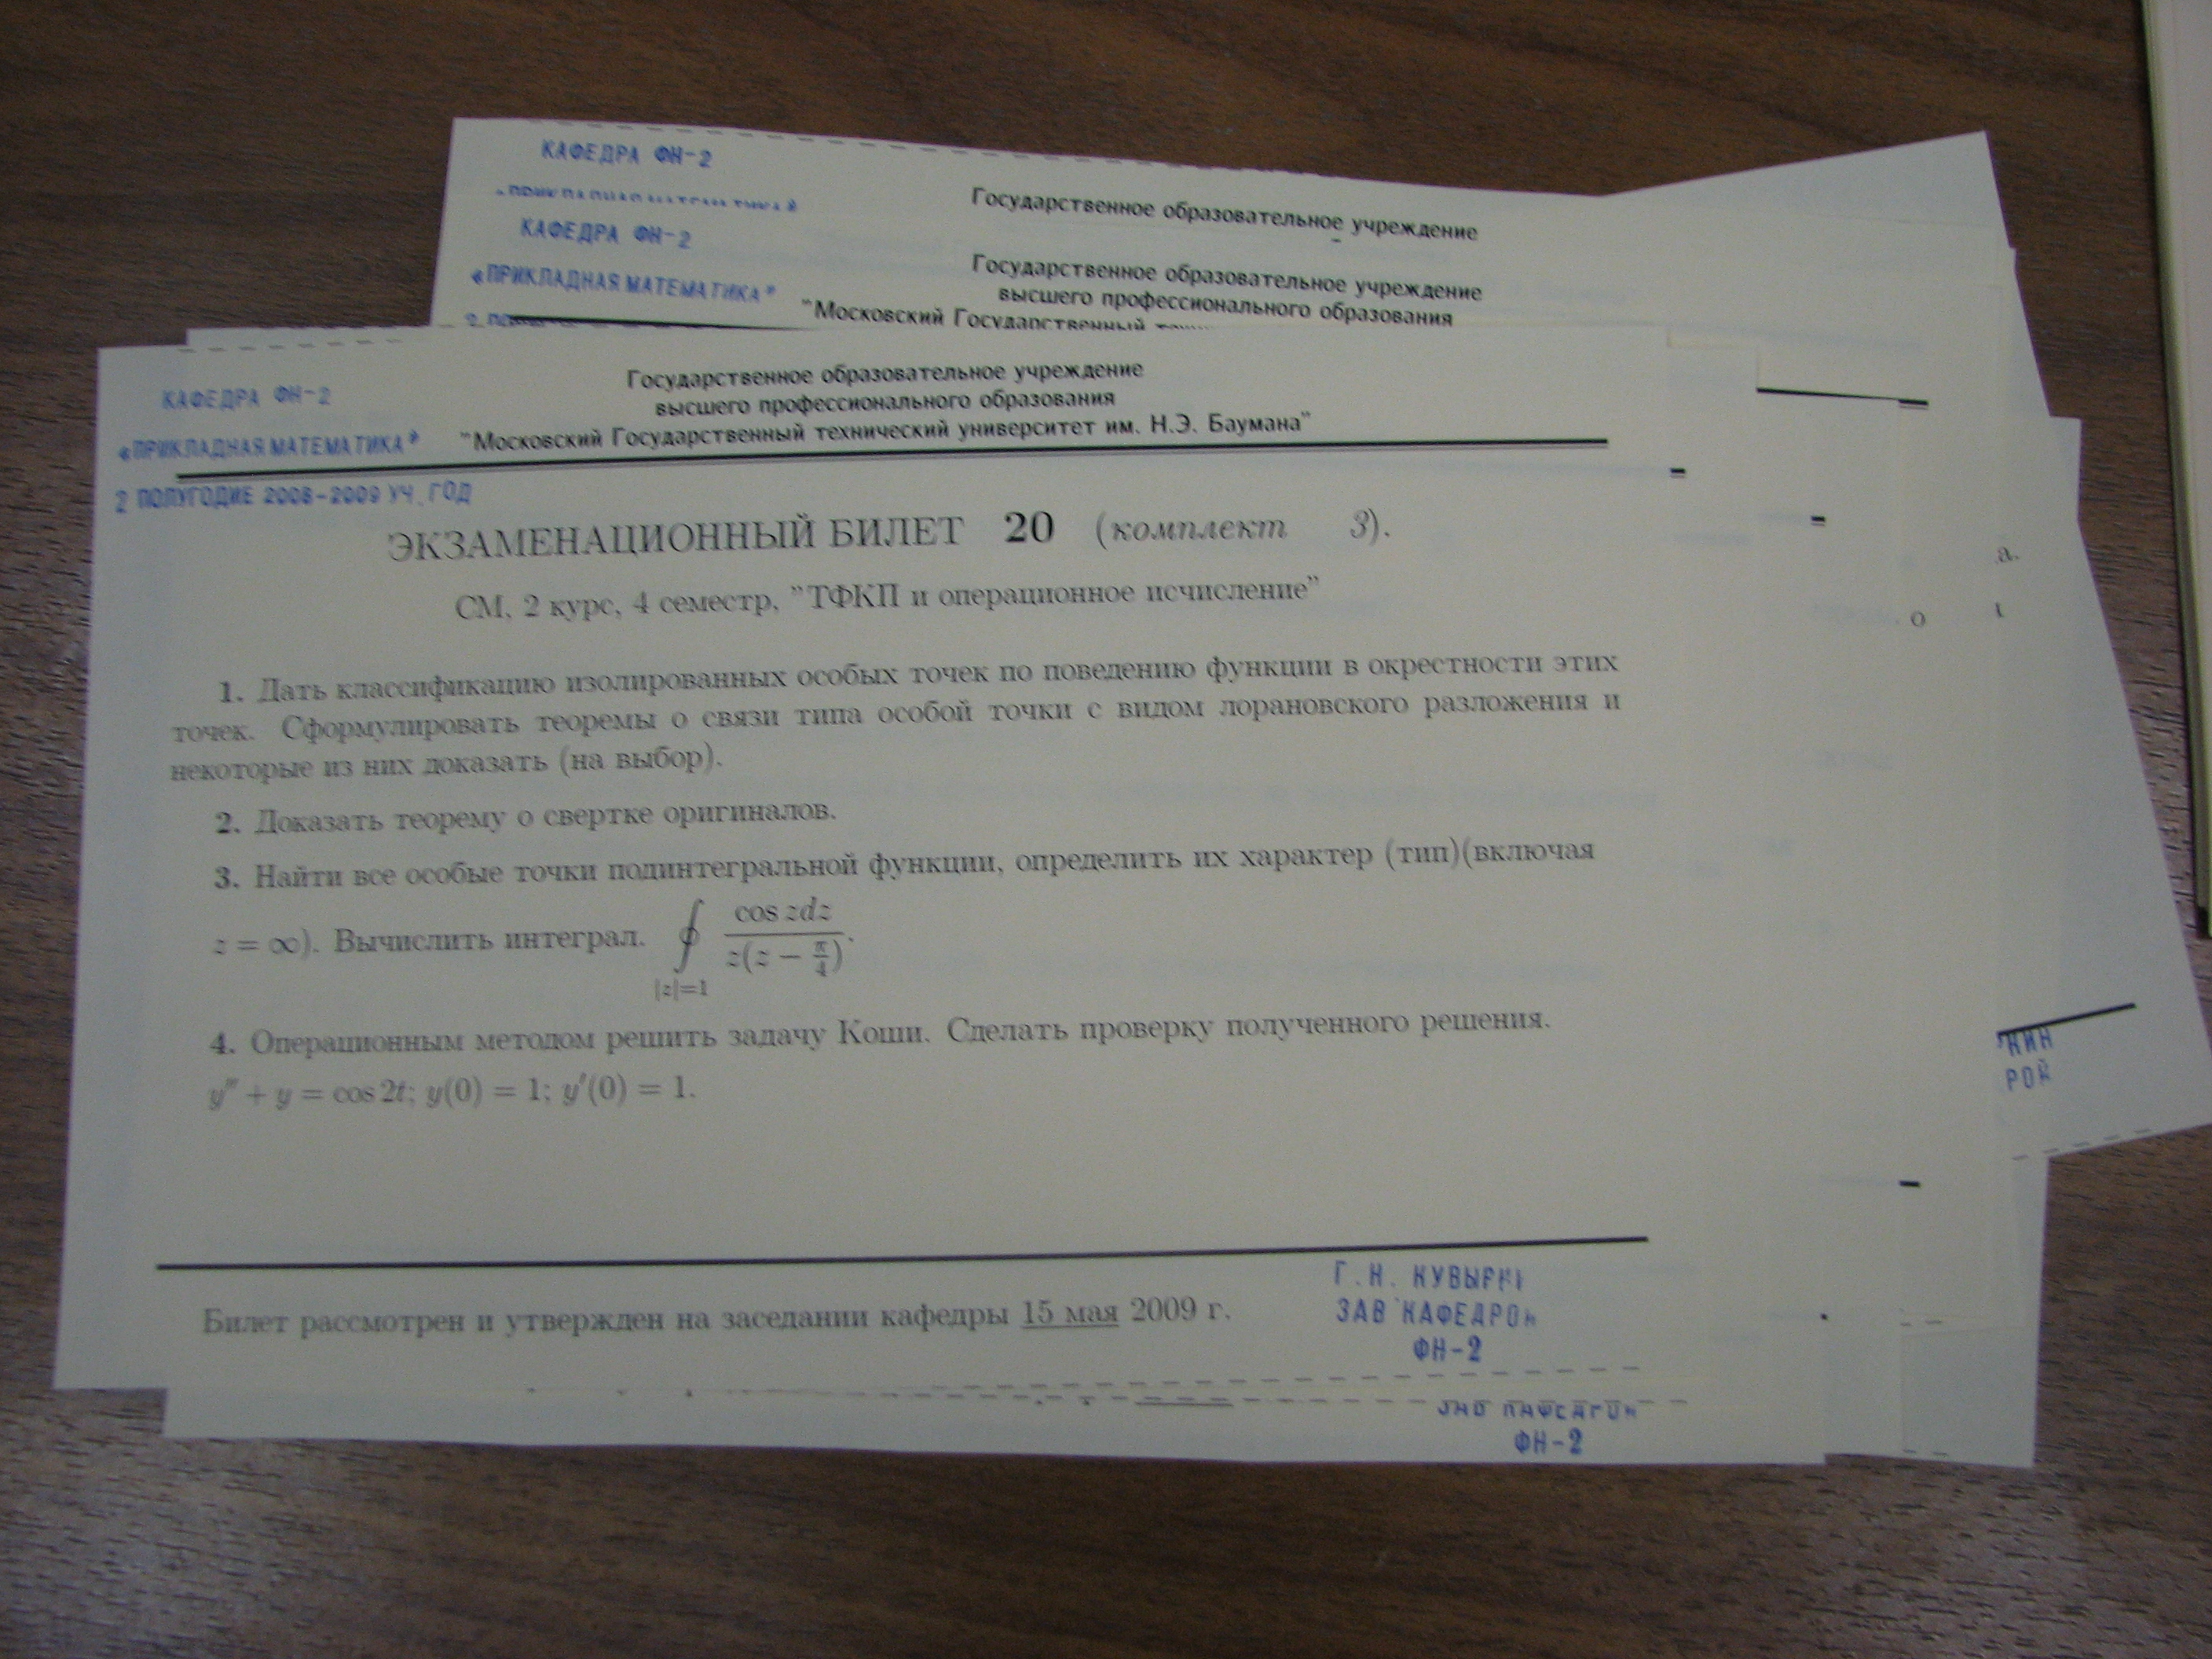 КАФЕДРА ФН-2
Государственное образовательное учреждение
КАФЕДРА ФН-2
«ПРИКЛАДНАЯ МАТЕМАТИКА»
Государственное образовательное учреждение
высшего профессионального образования
"Московский Государственный
КАФЕДРА ФН-2
«ПРИКЛАДНАЯ МАТЕМАТИКА»
2 ПОЛУГОДИЕ 2008-2009 УЧ. ГОД
Государственное образовательное учреждение
высшего профессионального образования
"Московский Государственный технический университет им. Н.Э. Баумана"
ЭКЗАМЕНАЦИОННЫЙ БИЛЕТ 20 (комплект 3).
СМ, 2 курс, 4 семестр, "ТФКП и операционное исчисление"
1. Дать классификацию изолированных особых точек по поведению функции в окрестности этих
точек. Сформулировать теоремы о связи типа особой точки с видом лорановского разложения и
некоторые из них доказать (на выбор).
2. Доказать теорему о свертке оригиналов.
3. Найти все особые точки подинтегральной функции, определить их характер (тип)(включая
z = ∞). Вычислить интеграл. ∮_{|z|=1} cos zdz / z(z − π/4).
4. Операционным методом решить задачу Коши. Сделать проверку полученного решения.
y″ + y = cos 2t; y(0) = 1; y′(0) = 1.
Билет рассмотрен и утвержден на заседании кафедры 15 мая 2009 г.
Г.Н. КУВЫРКИ
ЗАВ КАФЕДРОЙ
ФН-2
ФН-2
а.
о
НИН
РОЙ